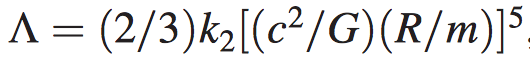 Λ = (2/3)k₂[(c²/G)(R/m)]⁵,